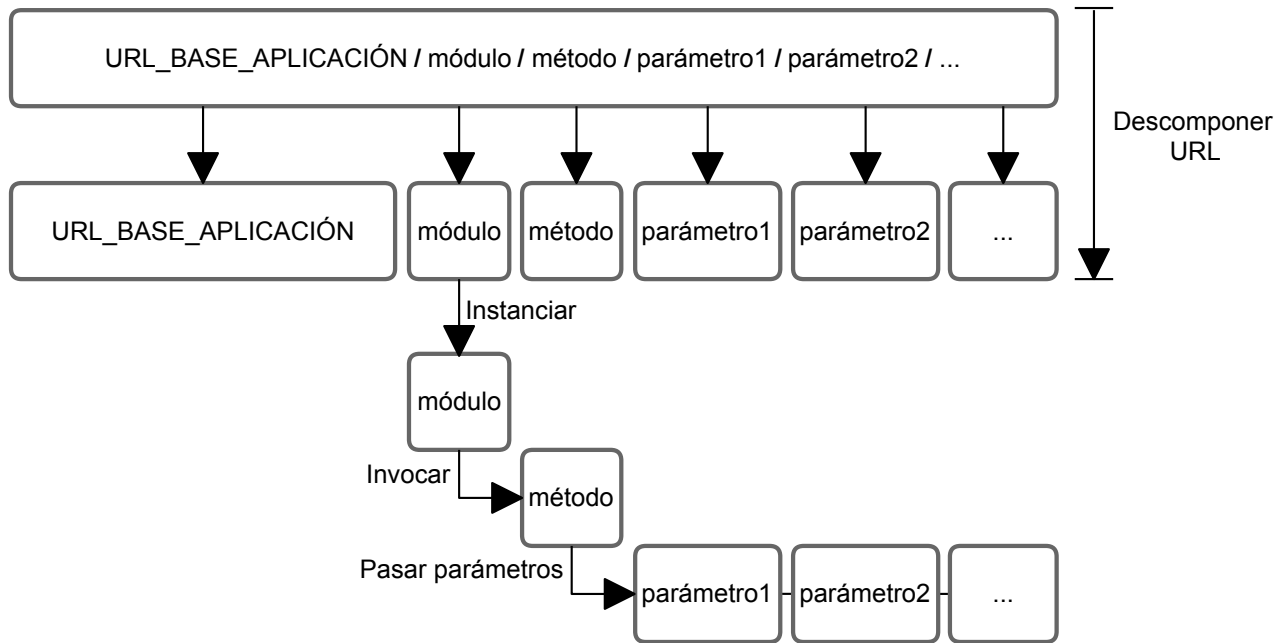 URL_BASE_APLICACIÓN / módulo / método / parámetro1 / parámetro2 / ...
Descomponer
URL
URL_BASE_APLICACIÓN
módulo
método
parámetro1
parámetro2
...
Instanciar
módulo
Invocar
método
Pasar parámetros
parámetro1
parámetro2
...